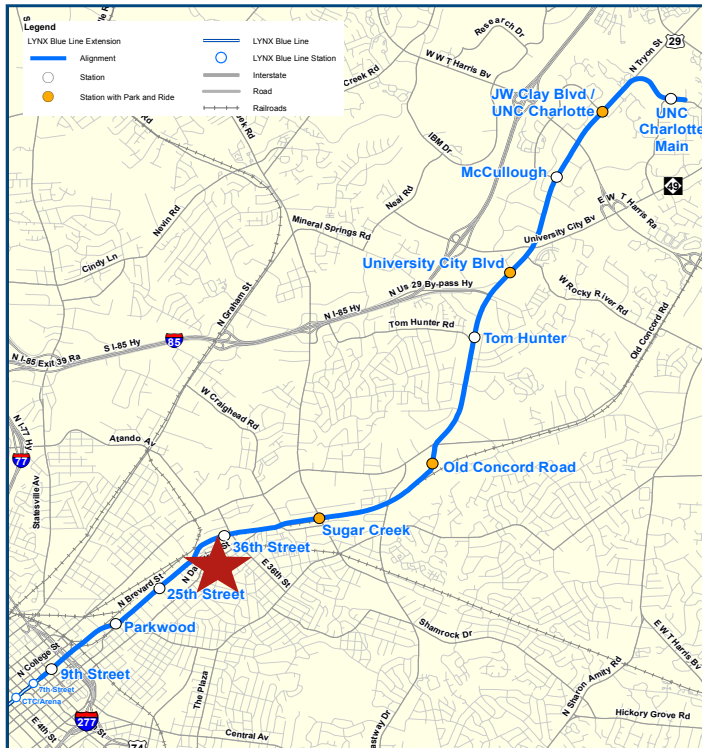 Legend
LYNX Blue Line Extension
Alignment
Station
Station with Park and Ride
LYNX Blue Line
LYNX Blue Line Station
Interstate
Road
Railroads
Research Dr
W W T Harris Bv
Creek Rd
N Tryon St
29
JW Clay Blvd /
UNC Charlotte
UNC
Charlotte
Main
IBM Dr
McCullough
49
Neal Rd
E W T Harris Ra
Nevin Rd
Mineral Springs Rd
University City Bv
Cindy Ln
University City Blvd
W Rocky River Rd
N Us 29 By-pass Hy
N Graham St
N I-85 Hy
Old Concord Rd
S I-85 Hy
85
Tom Hunter Rd
Tom Hunter
N I-85 Exit 39 Ra
W Craighead Rd
N I-77 Hy
Atando Av
77
Old Concord Road
Statesville Av
Sugar Creek
36th Street
N Da
E 36th St
25th Street
N Brevard St
Parkwood
Shamrock Dr
E W T Harris Bv
N College St
9th Street
The Plaza
N Sharon Amity Rd
7th Street
CTC/Arena
277
St
E 4th St
Central Av
74
astway Dr
Hickory Grove Rd